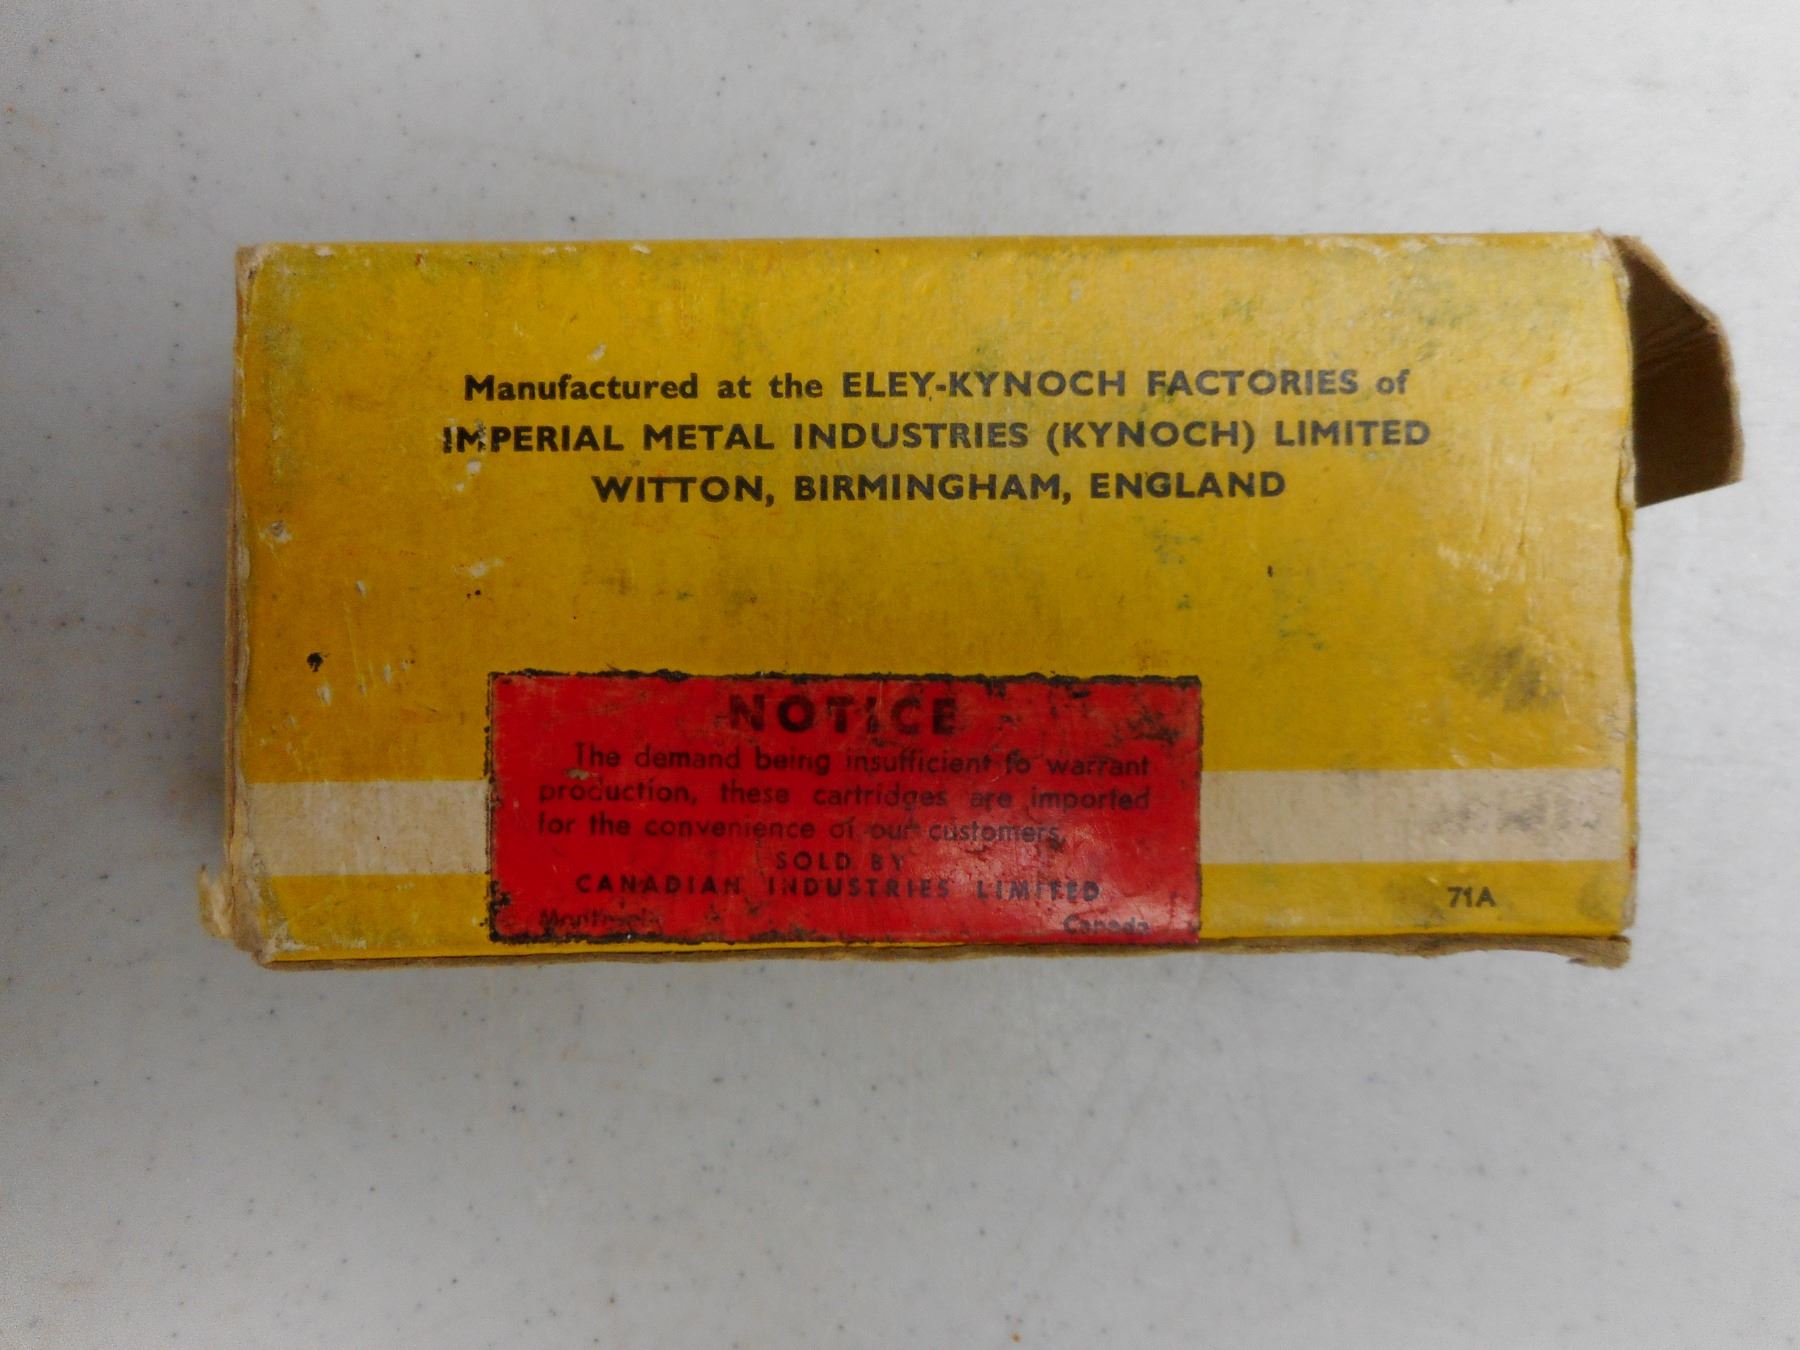 Manufactured at the ELEY-KYNOCH FACTORIES of
IMPERIAL METAL INDUSTRIES (KYNOCH) LIMITED
WITTON, BIRMINGHAM, ENGLAND
NOTICE
The demand being insufficient to warrant
production, these cartridges are imported
for the convenience of our customers.
SOLD BY
CANADIAN INDUSTRIES LIMITED
Montreal Canada
71A